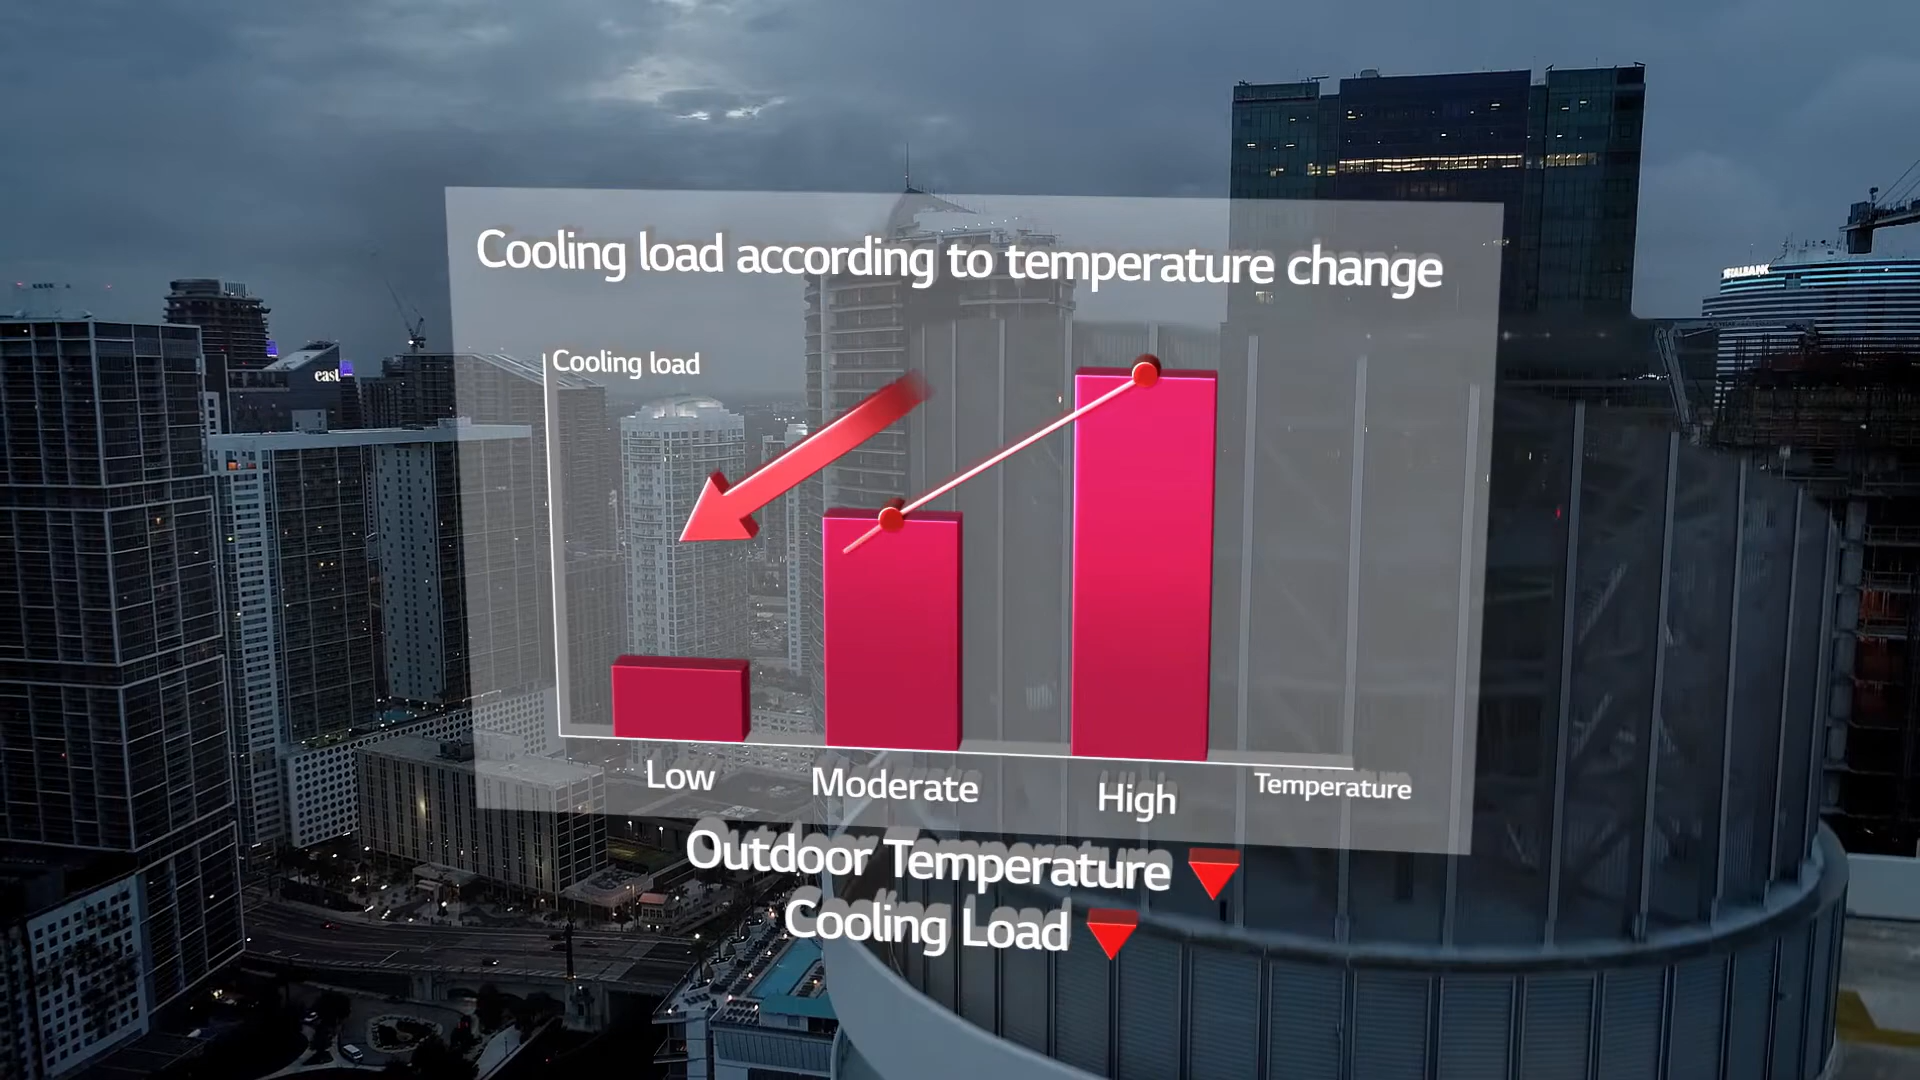 Cooling load according to temperature change
Cooling load
Low
Moderate
High
Temperature
Outdoor Temperature
Cooling Load
east